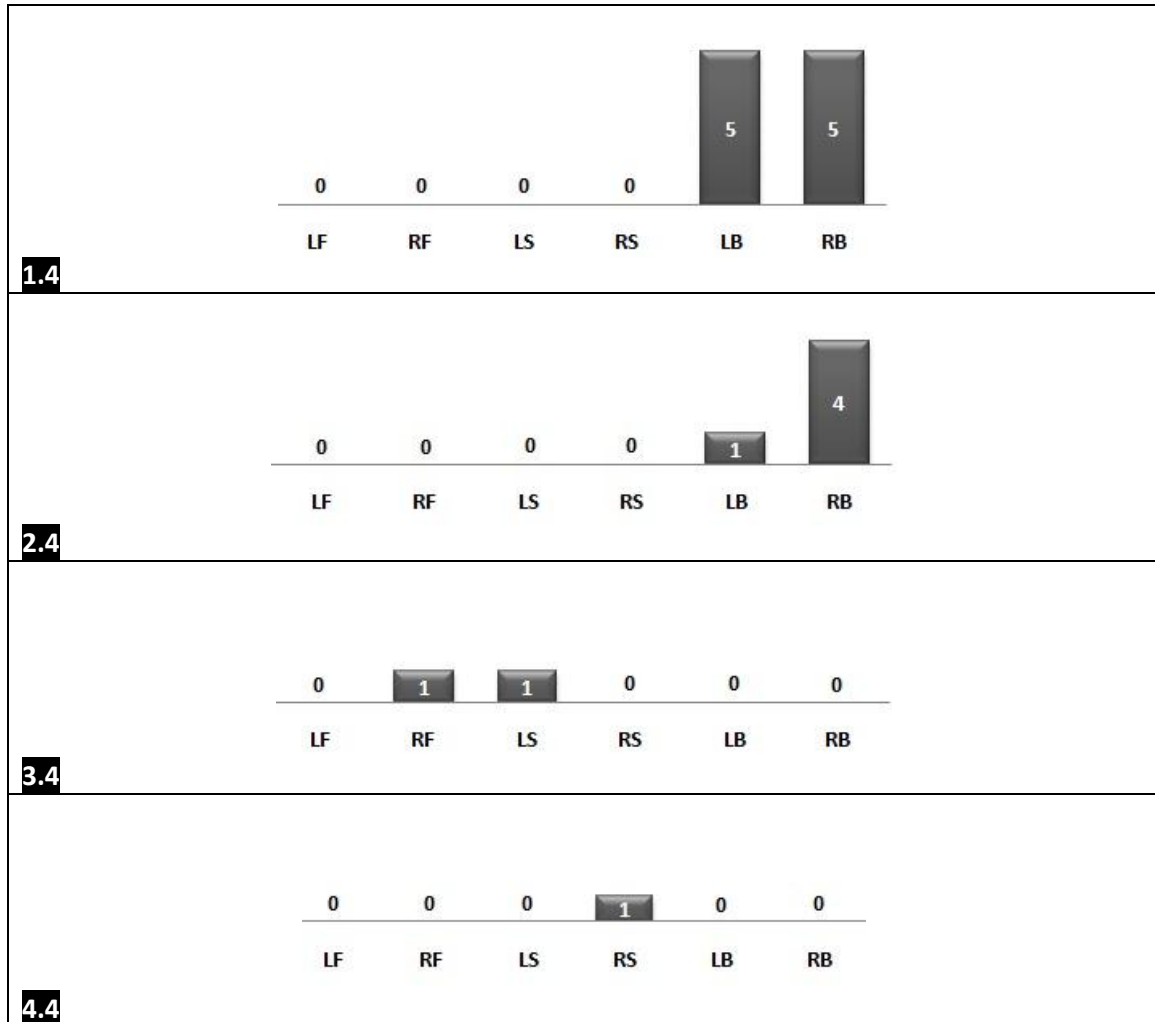 5 5
0 0 0 0
LF RF LS RS LB RB
1.4
4
0 0 0 0 1
LF RF LS RS LB RB
2.4
0 1 1 0 0 0
LF RF LS RS LB RB
3.4
0 0 0 1 0 0
LF RF LS RS LB RB
4.4